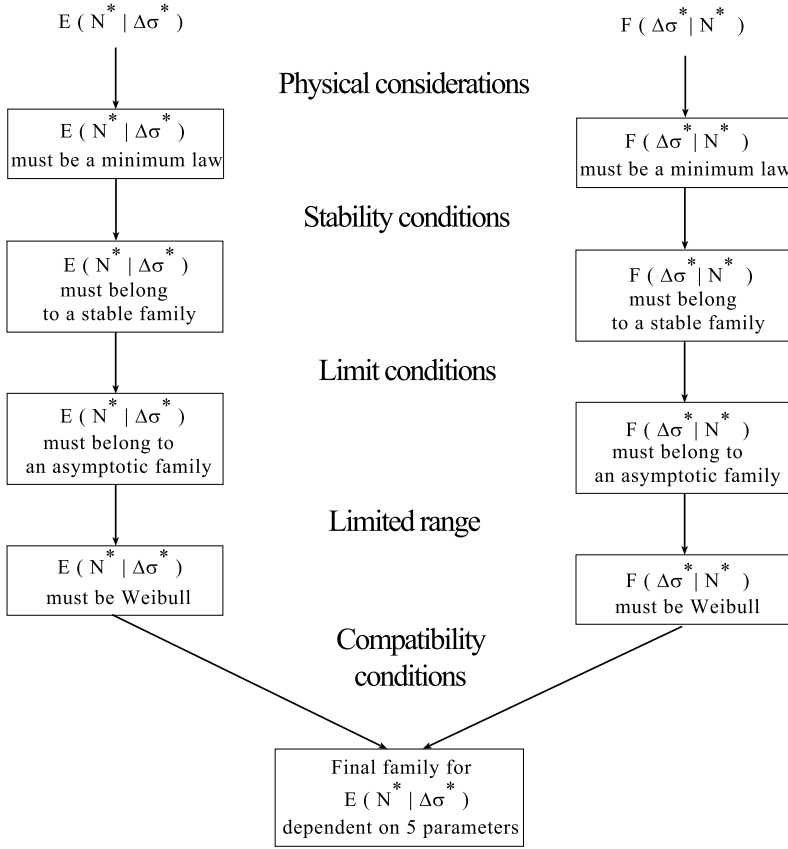 E ( N* | Δσ* )
F ( Δσ* | N* )
Physical considerations
E ( N* | Δσ* )
must be a minimum law
F ( Δσ* | N* )
must be a minimum law
Stability conditions
E ( N* | Δσ* )
must belong
to a stable family
F ( Δσ* | N* )
must belong
to a stable family
Limit conditions
E ( N* | Δσ* )
must belong to
an asymptotic family
F ( Δσ* | N* )
must belong to
an asymptotic family
Limited range
E ( N* | Δσ* )
must be Weibull
F ( Δσ* | N* )
must be Weibull
Compatibility
conditions
Final family for
E ( N* | Δσ* )
dependent on 5 parameters